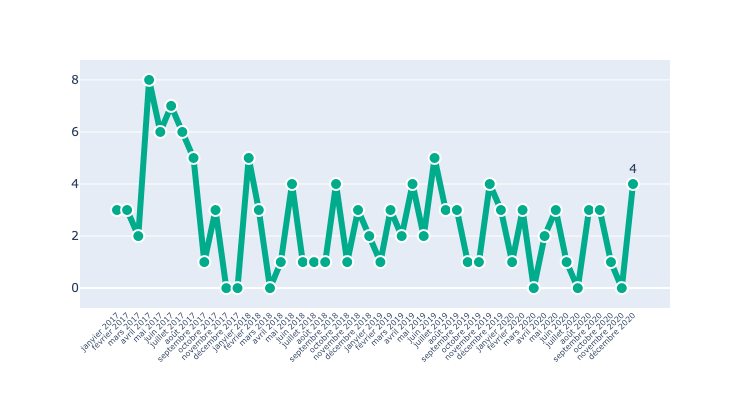 8
6
4
2
0
4
janvier 2017
février 2017
mars 2017
avril 2017
mai 2017
juin 2017
juillet 2017
août 2017
septembre 2017
octobre 2017
novembre 2017
décembre 2017
janvier 2018
février 2018
mars 2018
avril 2018
mai 2018
juin 2018
juillet 2018
août 2018
septembre 2018
octobre 2018
novembre 2018
décembre 2018
janvier 2019
février 2019
mars 2019
avril 2019
mai 2019
juin 2019
juillet 2019
août 2019
septembre 2019
octobre 2019
novembre 2019
décembre 2019
janvier 2020
février 2020
mars 2020
avril 2020
mai 2020
juin 2020
juillet 2020
août 2020
septembre 2020
octobre 2020
novembre 2020
décembre 2020